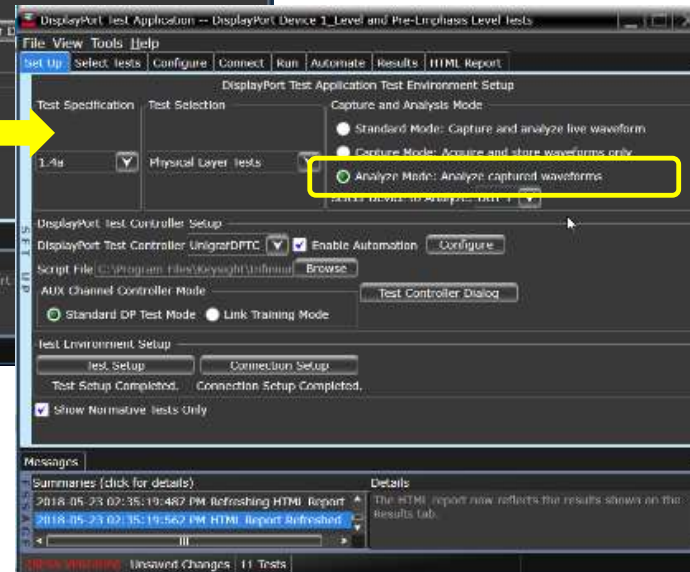 DisplayPort Test Application -- DisplayPort Device 1_Level and Pre-Emphasis Level Tests
File View Tools Help
Set Up Select Tests Configure Connect Run Automate Results HTML Report
DisplayPort Test Application Test Environment Setup
Test Specification Test Selection Capture and Analysis Mode
Standard Mode: Capture and analyze live waveform
Capture Mode: Acquire and store waveforms only
1.4a Physical Layer Tests
Analyze Mode: Analyze captured waveforms
Select Device to Analyze:
DisplayPort Test Controller Setup
DisplayPort Test Controller UnigrafDPTC Enable Automation Configure
Script File C:\Program Files\Keysight\Infiniium Browse
AUX Channel Controller Mode Test Controller Dialog
Standard DP Test Mode Link Training Mode
Test Environment Setup
Test Setup Connection Setup
Test Setup Completed. Connection Setup Completed.
Show Normative Tests Only
SET UP
Messages
Summaries (click for details) Details
2018-05-23 02:35:19:487 PM Refreshing HTML Report The HTML report now reflects the results shown on the
2018-05-23 02:35:19:562 PM HTML Report Refreshed Results tab.
Unsaved Changes 11 Tests